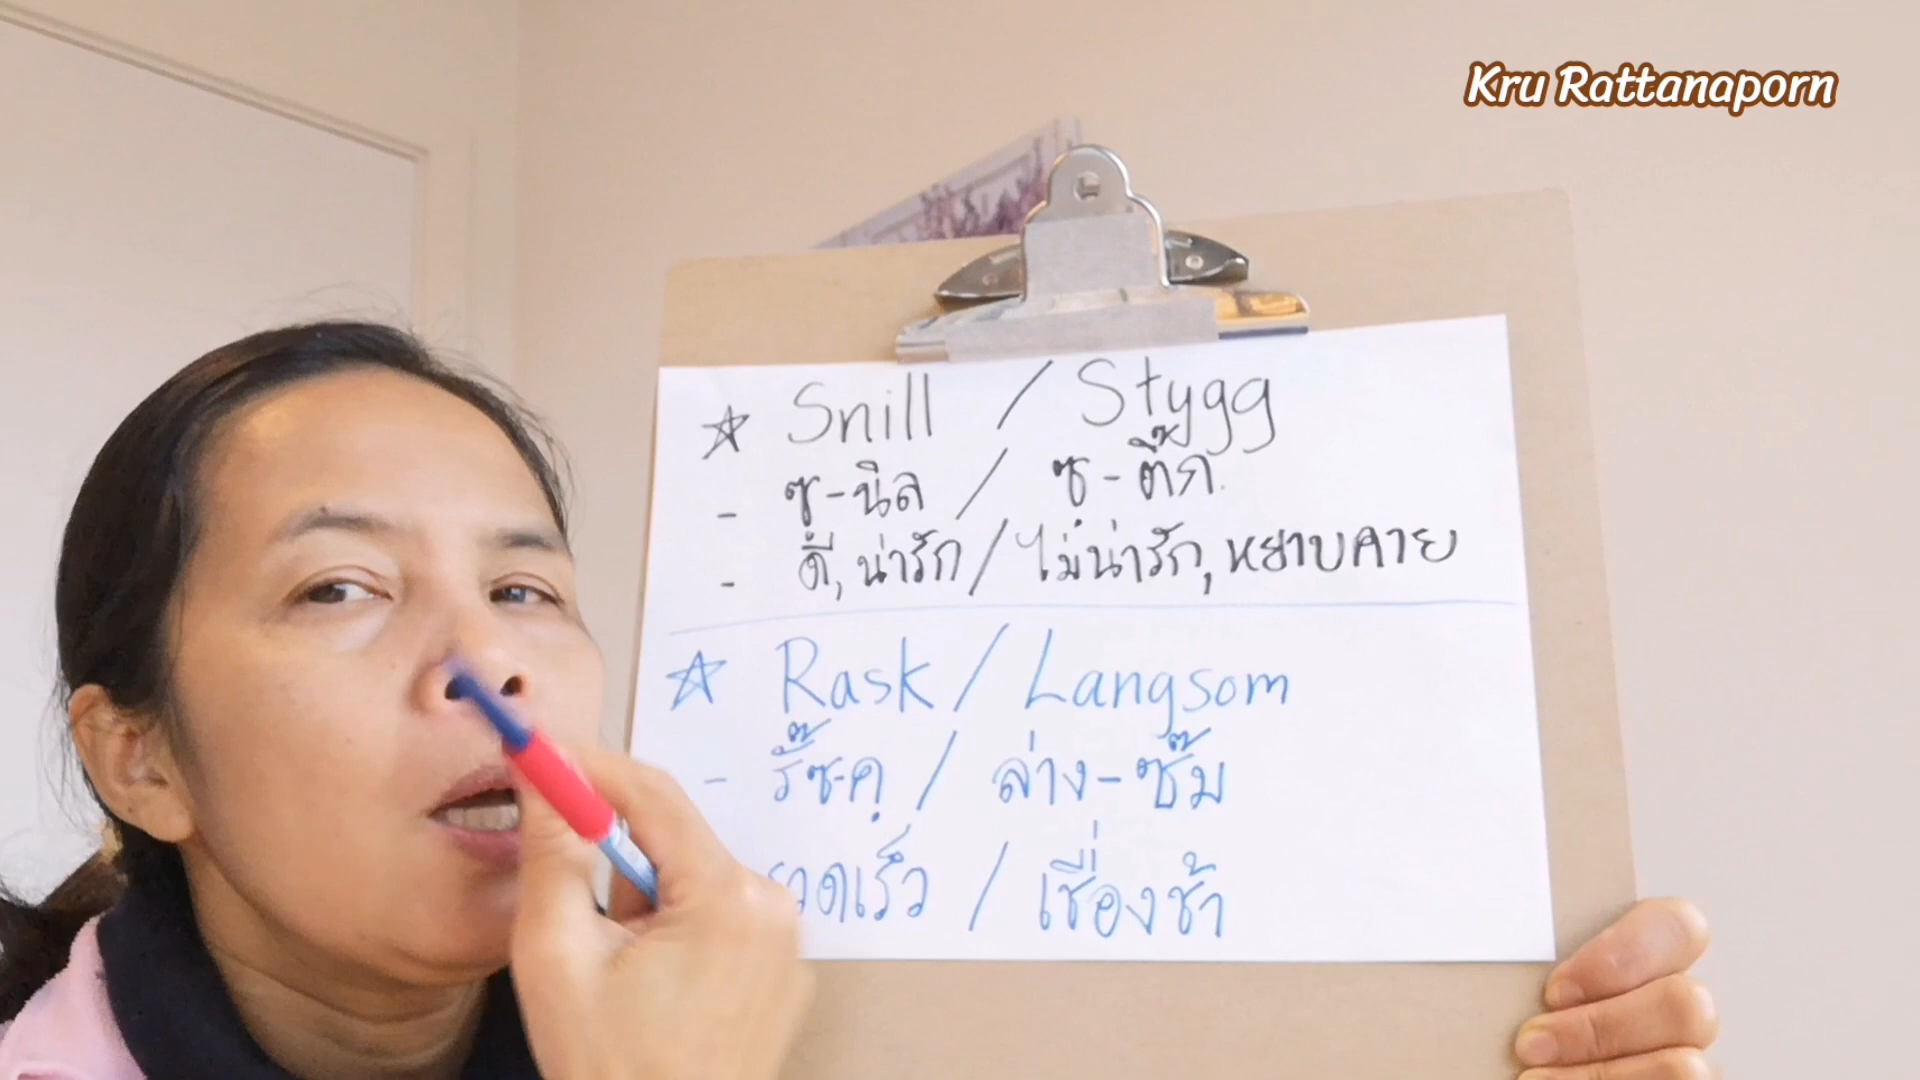 Kru Rattanaporn
☆ Snill / Stygg
- ซฺ-นิล / ซฺ-ตึ๊ก.
- ดี, น่ารัก / ไม่น่ารัก, หยาบคาย
☆ Rask / Langsom
- รั๊ซ-คฺ / ล่าง-ซั๊ม
รวดเร็ว / เชื่องช้า